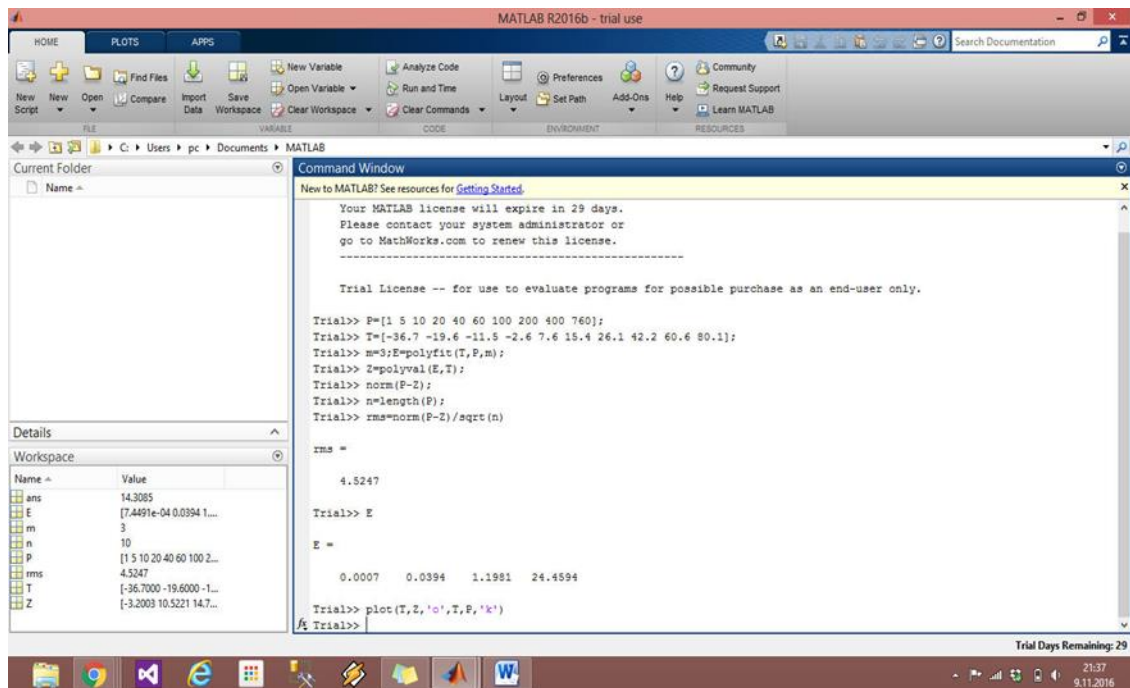 MATLAB R2016b - trial use
HOME PLOTS APPS
Search Documentation
New Script
New
Open
Find Files
Compare
Import Data
Save Workspace
New Variable
Open Variable
Clear Workspace
Analyze Code
Run and Time
Clear Commands
Layout
Preferences
Set Path
Add-Ons
Help
Community
Request Support
Learn MATLAB
FILE VARIABLE CODE ENVIRONMENT RESOURCES
C: Users pc Documents MATLAB
Current Folder
Name
Details
Workspace
Name Value
ans 14.3085
E [7.4491e-04 0.0394 1....
m 3
n 10
P [1 5 10 20 40 60 100 2...
rms 4.5247
T [-36.7000 -19.6000 -1...
Z [-3.2003 10.5221 14.7...
Command Window
New to MATLAB? See resources for Getting Started.
Your MATLAB license will expire in 29 days.
Please contact your system administrator or
go to MathWorks.com to renew this license.
----------------------------------------------------
Trial License -- for use to evaluate programs for possible purchase as an end-user only.
Trial>> P=[1 5 10 20 40 60 100 200 400 760];
Trial>> T=[-36.7 -19.6 -11.5 -2.6 7.6 15.4 26.1 42.2 60.6 80.1];
Trial>> m=3;E=polyfit(T,P,m);
Trial>> Z=polyval(E,T);
Trial>> norm(P-Z);
Trial>> n=length(P);
Trial>> rms=norm(P-Z)/sqrt(n)
rms =
4.5247
Trial>> E
E =
0.0007 0.0394 1.1981 24.4594
Trial>> plot(T,Z,'o',T,P,'k')
fx Trial>>
Trial Days Remaining: 29
21:37
9.11.2016